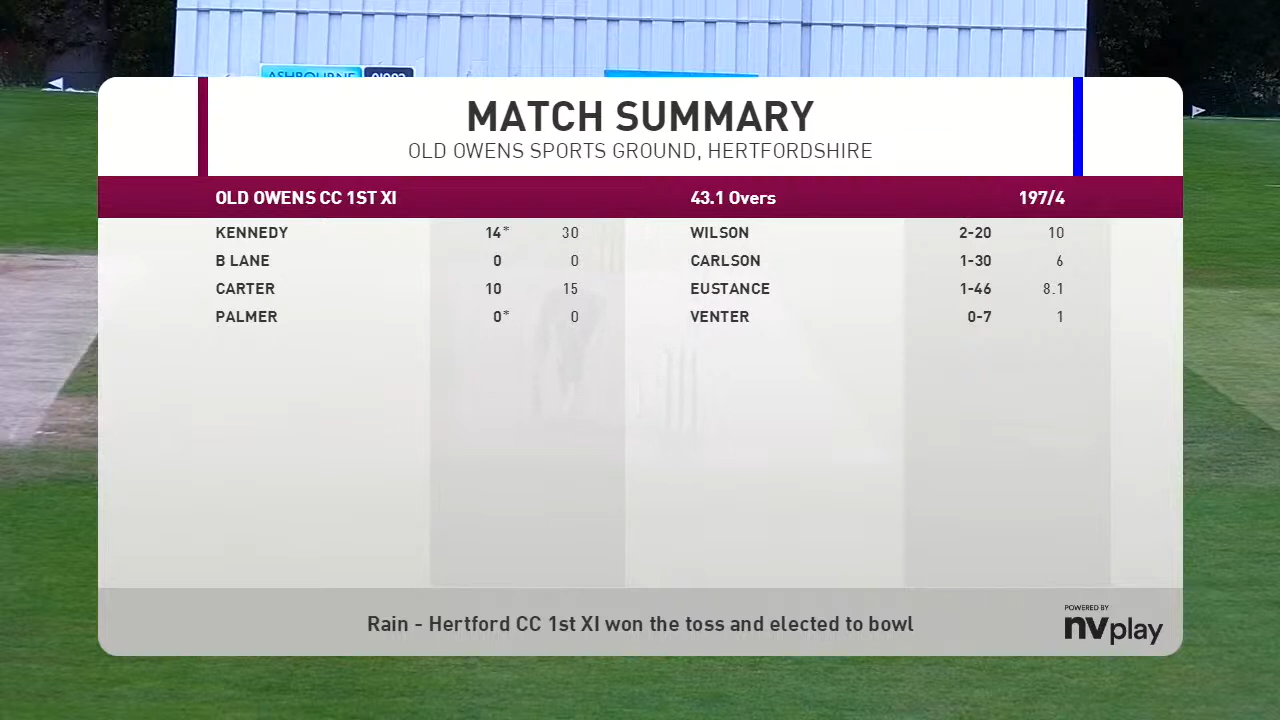 ASHBOURNE
MATCH SUMMARY
OLD OWENS SPORTS GROUND, HERTFORDSHIRE
OLD OWENS CC 1ST XI 43.1 Overs 197/4
KENNEDY 14* 30 WILSON 2-20 10
B LANE 0 0 CARLSON 1-30 6
CARTER 10 15 EUSTANCE 1-46 8.1
PALMER 0* 0 VENTER 0-7 1
Rain - Hertford CC 1st XI won the toss and elected to bowl
POWERED BY
nvplay